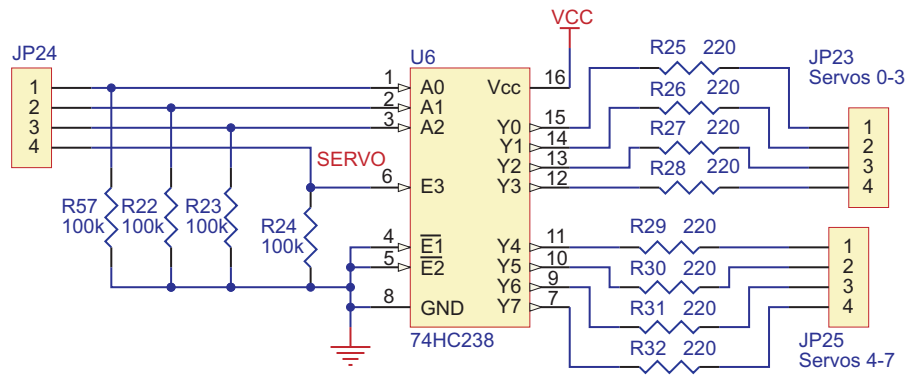 VCC
JP24
U6
R25 220
JP23
Servos 0-3
1
2
3
4
1
2
3
A0
A1
A2
Vcc
16
R26 220
R27 220
R28 220
1
2
3
4
SERVO
6
E3
Y0
Y1
Y2
Y3
15
14
13
12
R57
100k
R22
100k
R23
100k
R24
100k
4
5
8
E1
E2
GND
Y4
Y5
Y6
Y7
11
10
9
7
R29 220
R30 220
R31 220
R32 220
1
2
3
4
74HC238
JP25
Servos 4-7